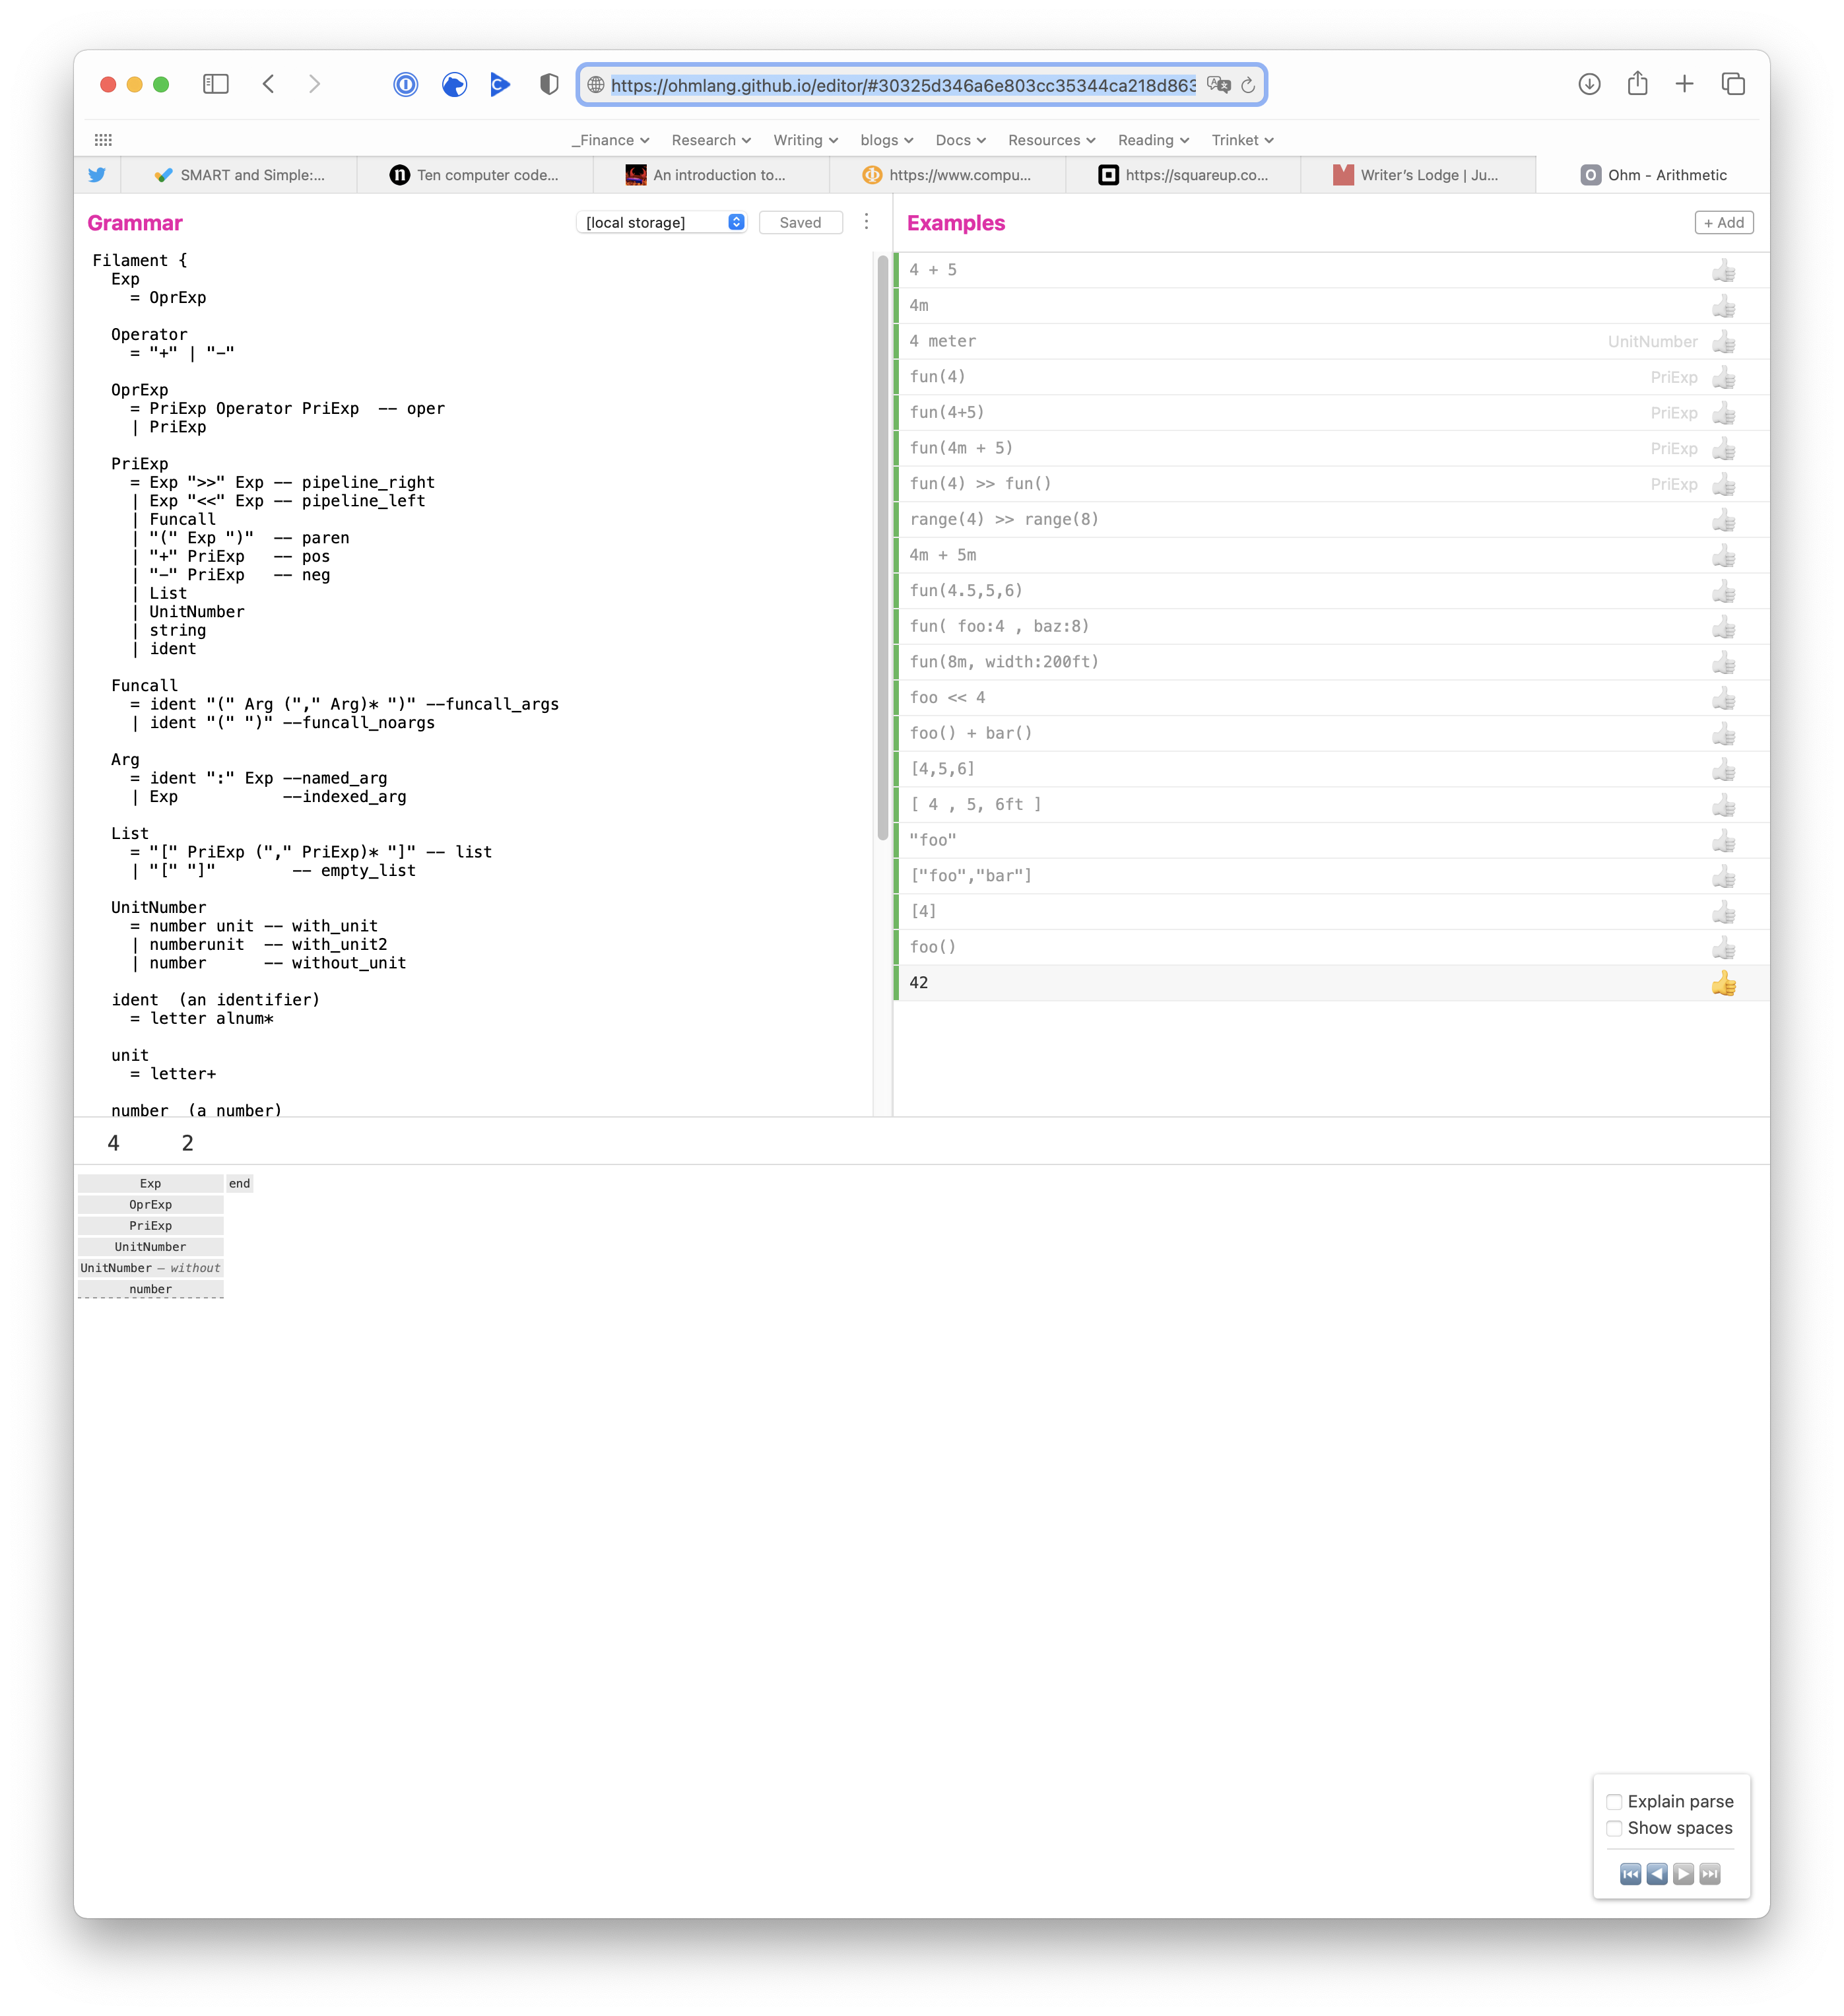 https://ohmlang.github.io/editor/#30325d346a6e803cc35344ca218d863
_Finance Research Writing blogs Docs Resources Reading Trinket
SMART and Simple:... Ten computer code... An introduction to... https://www.compu... https://squareup.co... Writer's Lodge | Ju... Ohm - Arithmetic
Grammar [local storage] Saved
Filament {
  Exp
    = OprExp

  Operator
    = "+" | "-"

  OprExp
    = PriExp Operator PriExp  -- oper
    | PriExp

  PriExp
    = Exp ">>" Exp -- pipeline_right
    | Exp "<<" Exp -- pipeline_left
    | Funcall
    | "(" Exp ")"  -- paren
    | "+" PriExp   -- pos
    | "-" PriExp   -- neg
    | List
    | UnitNumber
    | string
    | ident

  Funcall
    = ident "(" Arg ("," Arg)* ")" --funcall_args
    | ident "(" ")" --funcall_noargs

  Arg
    = ident ":" Exp --named_arg
    | Exp           --indexed_arg

  List
    = "[" PriExp ("," PriExp)* "]" -- list
    | "[" "]"        -- empty_list

  UnitNumber
    = number unit -- with_unit
    | numberunit  -- with_unit2
    | number      -- without_unit

  ident  (an identifier)
    = letter alnum*

  unit
    = letter+

  number  (a number)
Examples + Add
4 + 5
4m
4 meter UnitNumber
fun(4) PriExp
fun(4+5) PriExp
fun(4m + 5) PriExp
fun(4) >> fun() PriExp
range(4) >> range(8)
4m + 5m
fun(4.5,5,6)
fun( foo:4 , baz:8)
fun(8m, width:200ft)
foo << 4
foo() + bar()
[4,5,6]
[ 4 , 5, 6ft ]
"foo"
["foo","bar"]
[4]
foo()
42
4 2
Exp end
OprExp
PriExp
UnitNumber
UnitNumber – without
number
Explain parse
Show spaces